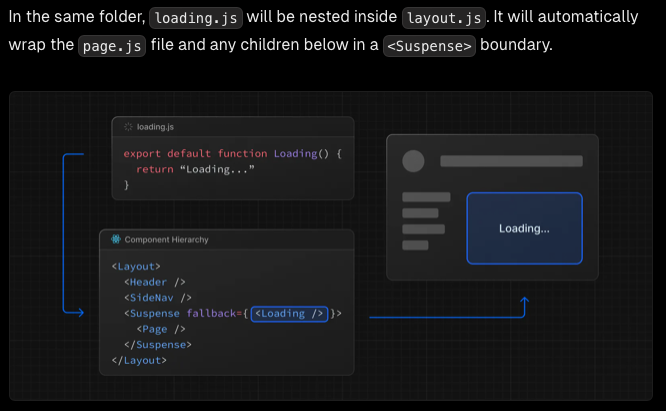 In the same folder, loading.js will be nested inside layout.js. It will automatically
wrap the page.js file and any children below in a <Suspense> boundary.
loading.js
export default function Loading() {
return “Loading...”
}
Component Hierarchy
<Layout>
<Header />
<SideNav />
<Suspense fallback={<Loading />}>
<Page />
</Suspense>
</Layout>
Loading...